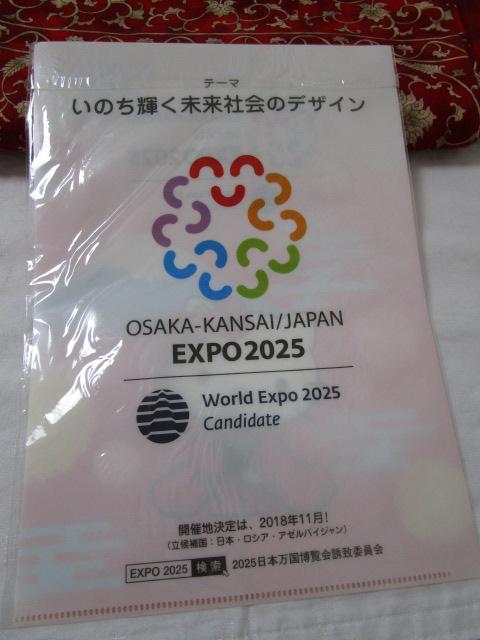 テーマ
いのち輝く未来社会のデザイン
OSAKA-KANSAI/JAPAN
EXPO2025
World Expo 2025
Candidate
開催地決定は、2018年11月!
(立候補国：日本・ロシア・アゼルバイジャン)
EXPO 2025 検索 2025日本万国博覧会誘致委員会